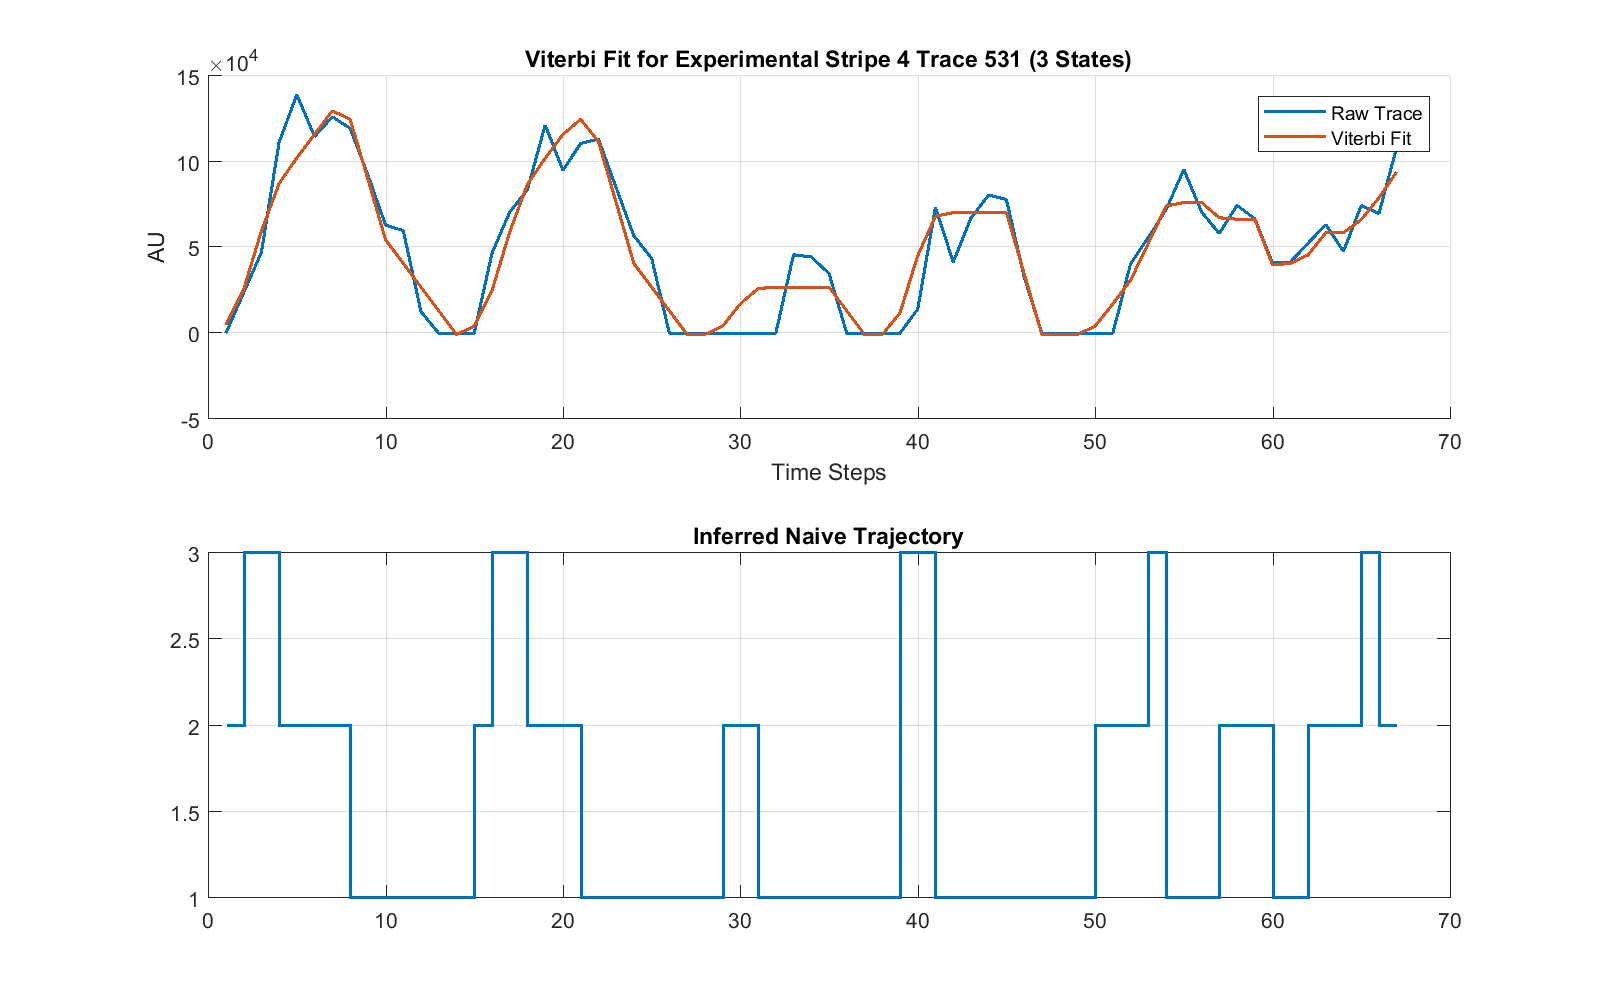 Viterbi Fit for Experimental Stripe 4 Trace 531 (3 States)
×10⁴
15
10
5
0
-5
AU
0 10 20 30 40 50 60 70
Time Steps
Raw Trace
Viterbi Fit
Inferred Naive Trajectory
3
2.5
2
1.5
1
0 10 20 30 40 50 60 70